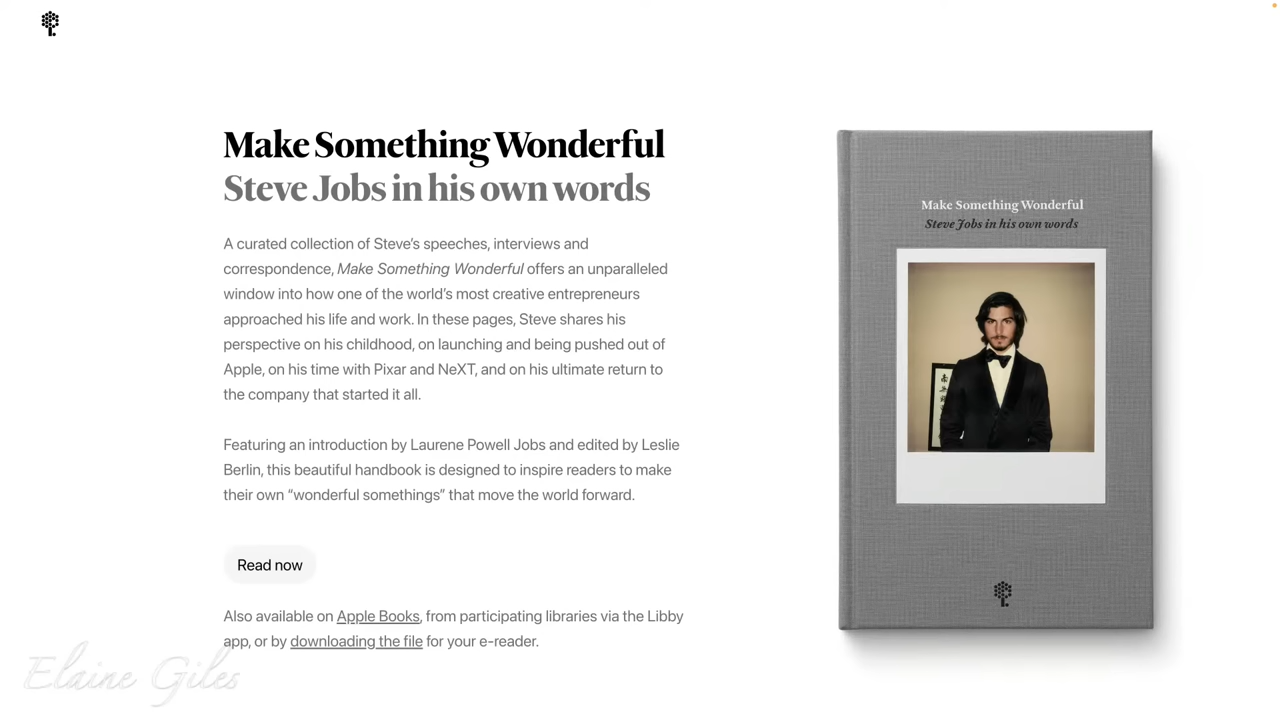 Make Something Wonderful
Steve Jobs in his own words
A curated collection of Steve’s speeches, interviews and
correspondence, Make Something Wonderful offers an unparalleled
window into how one of the world’s most creative entrepreneurs
approached his life and work. In these pages, Steve shares his
perspective on his childhood, on launching and being pushed out of
Apple, on his time with Pixar and NeXT, and on his ultimate return to
the company that started it all.
Featuring an introduction by Laurene Powell Jobs and edited by Leslie
Berlin, this beautiful handbook is designed to inspire readers to make
their own “wonderful somethings” that move the world forward.
Read now
Also available on Apple Books, from participating libraries via the Libby
app, or by downloading the file for your e-reader.
Elaine Giles
Make Something Wonderful
Steve Jobs in his own words